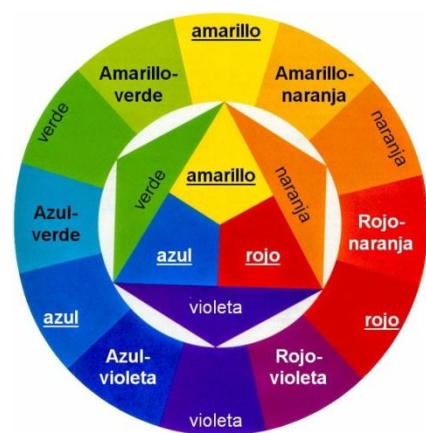 amarillo
Amarillo-
verde
Amarillo-
naranja
verde
naranja
amarillo
verde
naranja
Azul-
verde
Rojo-
naranja
azul
rojo
azul
rojo
violeta
Azul-
violeta
Rojo-
violeta
violeta